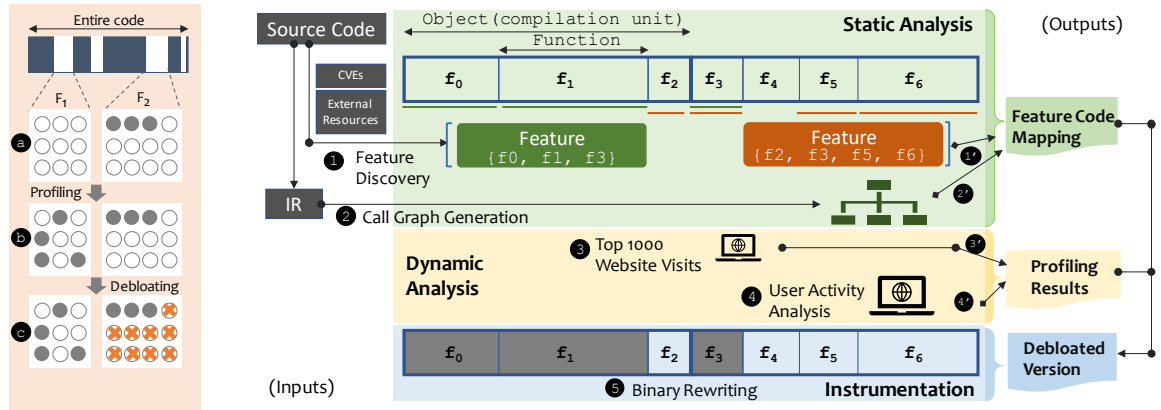 Entire code
F1
F2
a
Profiling
b
Debloating
c
Source Code
CVEs
External
Resources
IR
(Inputs)
Object(compilation unit)
Function
Static Analysis
(Outputs)
f0 f1 f2 f3 f4 f5 f6
Feature
{f0, f1, f3}
Feature
{f2, f3, f5, f6}
1 Feature
Discovery
1'
2 Call Graph Generation
2'
Feature Code
Mapping
Dynamic
Analysis
3 Top 1000
Website Visits
3'
4 User Activity
Analysis
4'
Profiling
Results
f0 f1 f2 f3 f4 f5 f6
5 Binary Rewriting
Instrumentation
Debloated
Version